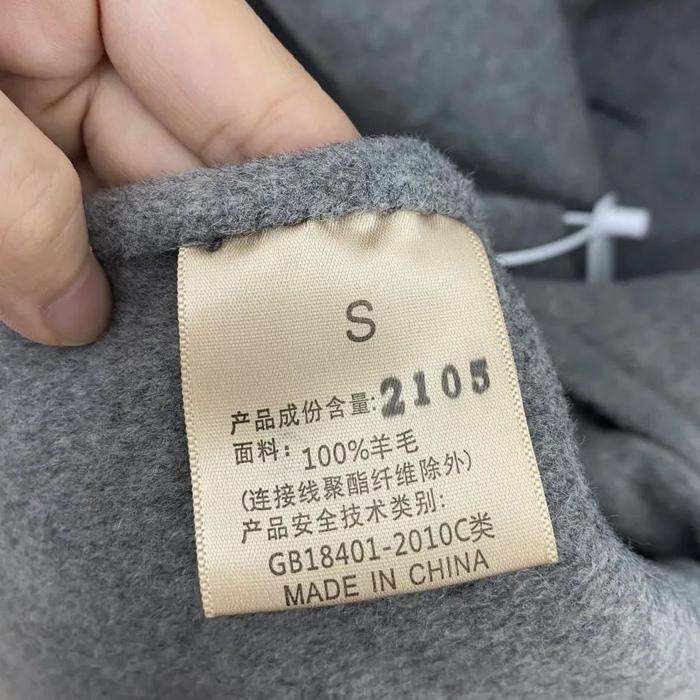 S
产品成份含量:2105
面料：100%羊毛
(连接线聚酯纤维除外)
产品安全技术类别:
GB18401-2010C类
MADE IN CHINA